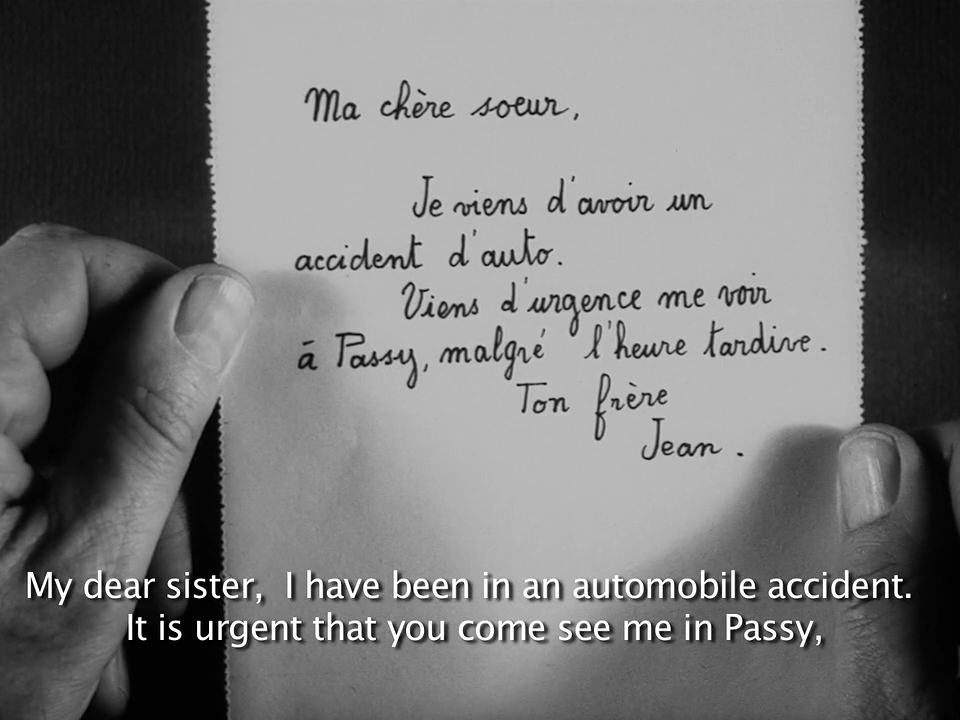 Ma chère soeur,
Je viens d'avoir un
accident d'auto.
Viens d'urgence me voir
à Passy, malgré l'heure tardive.
Ton frère
Jean.
My dear sister, I have been in an automobile accident.
It is urgent that you come see me in Passy,